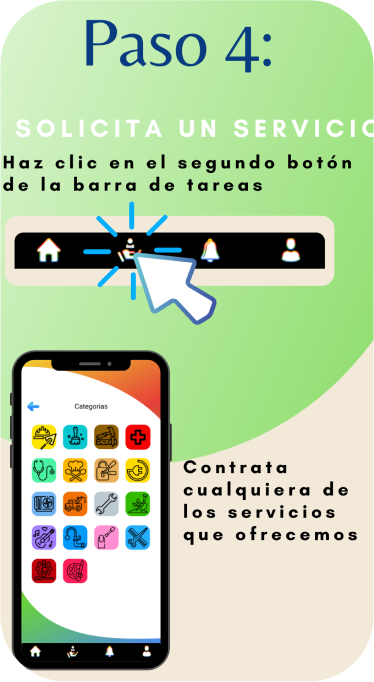 Paso 4:
SOLICITA UN SERVICIO
Haz clic en el segundo botón
de la barra de tareas
Categorias
Contrata
cualquiera de
los servicios
que ofrecemos